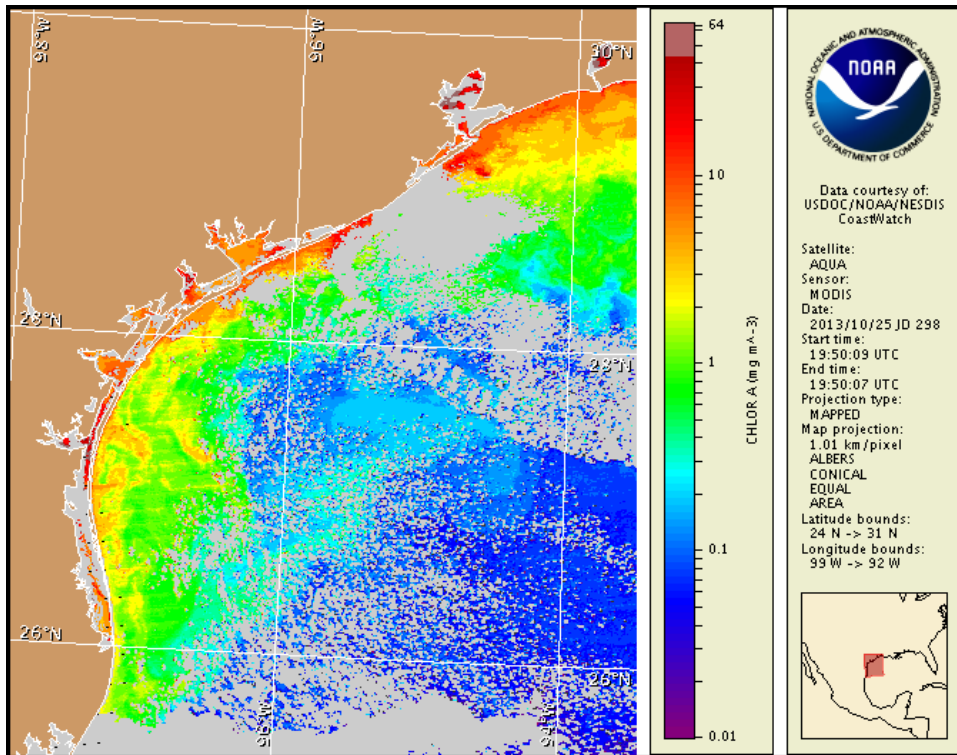 98°W
96°W
30°N
28°N
28°N
26°N
26°N
96°W
94°W
64
10
1
0.1
0.01
CHLOR A (mg m^-3)
NATIONAL OCEANIC AND ATMOSPHERIC ADMINISTRATION
NOAA
U.S. DEPARTMENT OF COMMERCE
Data courtesy of:
USDOC/NOAA/NESDIS
CoastWatch
Satellite:
AQUA
Sensor:
MODIS
Date:
2013/10/25 JD 298
Start time:
19:50:09 UTC
End time:
19:50:07 UTC
Projection type:
MAPPED
Map projection:
1.01 km/pixel
ALBERS
CONICAL
EQUAL
AREA
Latitude bounds:
24 N -> 31 N
Longitude bounds:
99 W -> 92 W